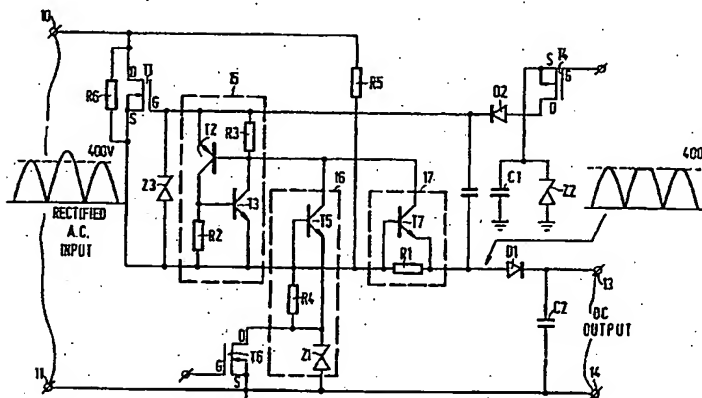 10
S
T4
G
D
D
T1
G
S
R6
15
R5
D2
T2
R3
400V
16
17
C1
Z2
400
Z3
T3
T5
T7
RECTIFIED
A.C.
INPUT
R2
R1
D1
13
R4
C2
DC
OUTPUT
D
T6
G
S
Z1
11
14